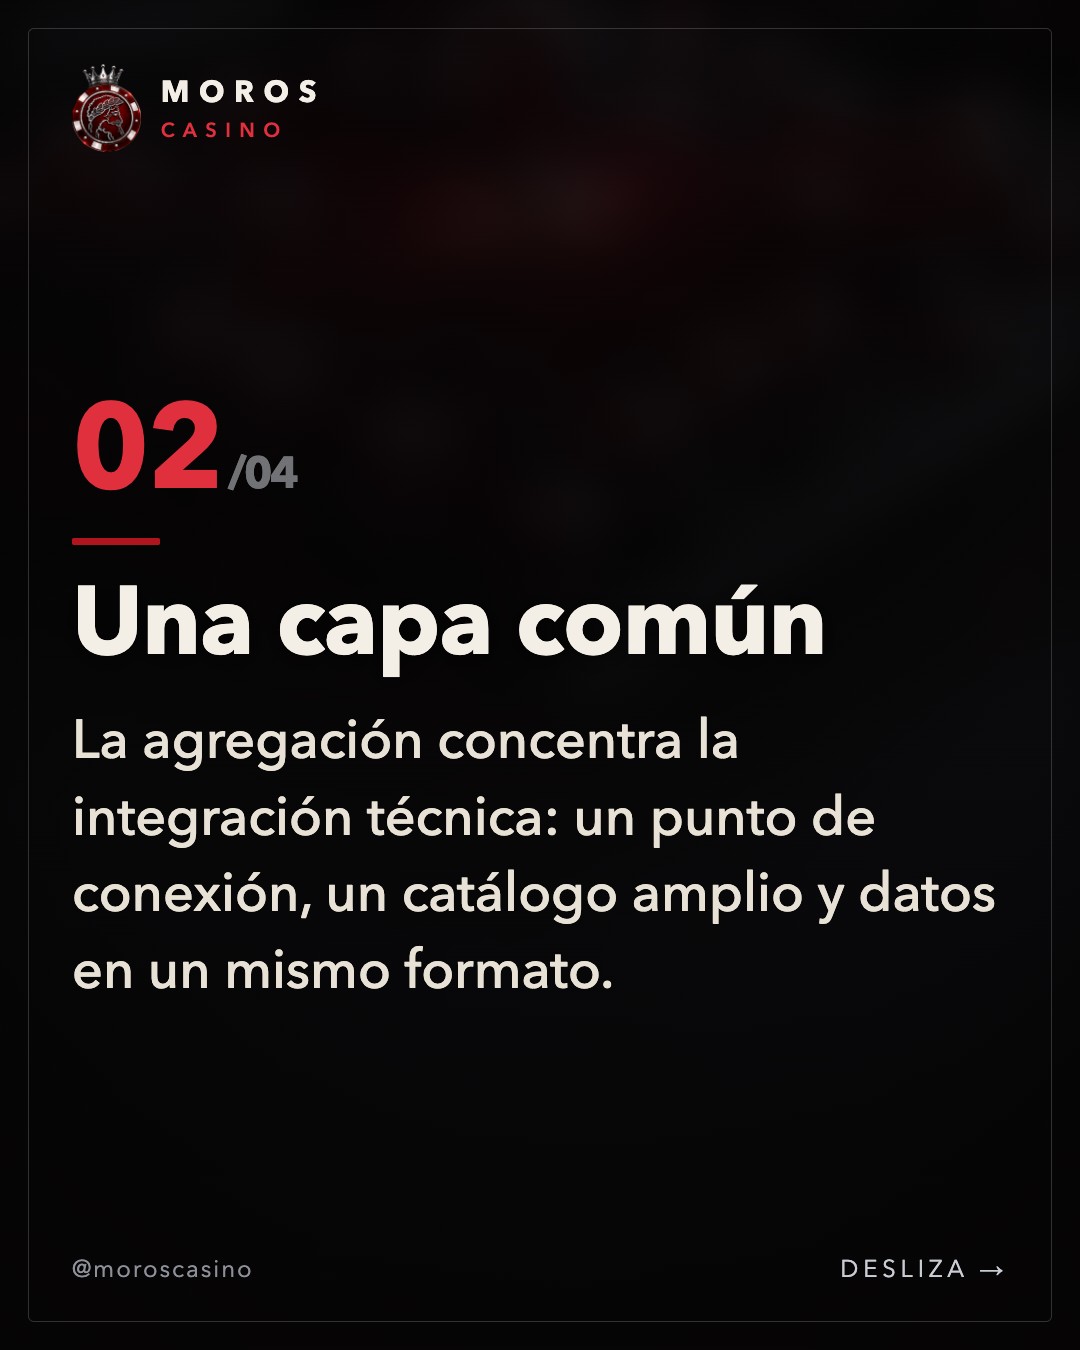 MOROS
CASINO
02/04
Una capa común
La agregación concentra la
integración técnica: un punto de
conexión, un catálogo amplio y datos
en un mismo formato.
@moroscasino
DESLIZA →